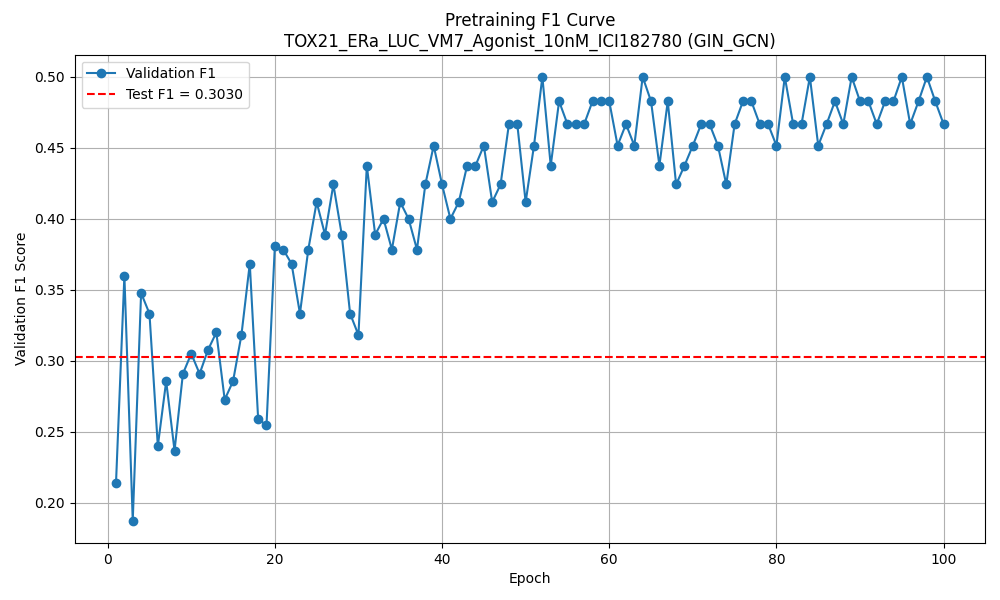 Pretraining F1 Curve
TOX21_ERa_LUC_VM7_Agonist_10nM_ICI182780 (GIN_GCN)
Validation F1
Test F1 = 0.3030
Validation F1 Score
0.50
0.45
0.40
0.35
0.30
0.25
0.20
0 20 40 60 80 100
Epoch